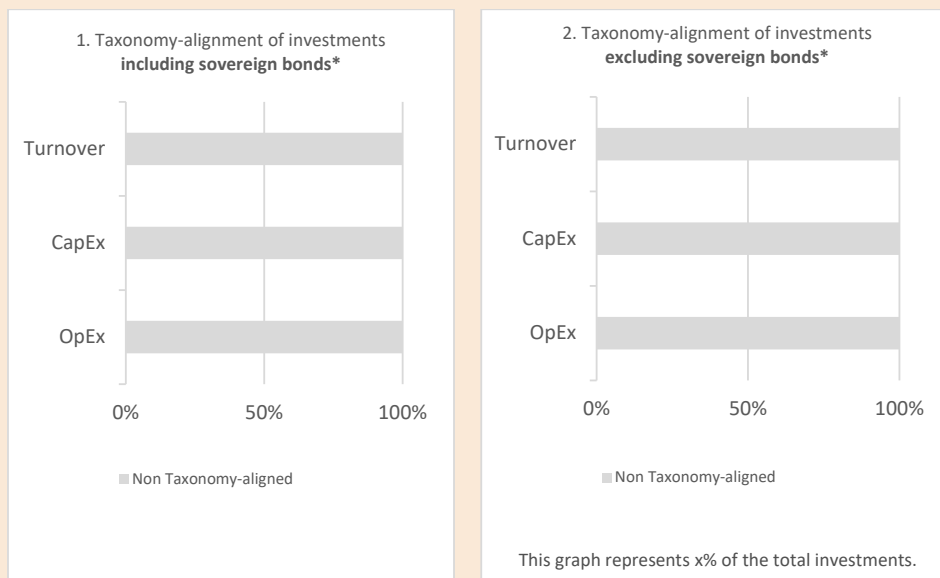 1. Taxonomy-alignment of investments
including sovereign bonds*
Turnover
CapEx
OpEx
0% 50% 100%
Non Taxonomy-aligned
2. Taxonomy-alignment of investments
excluding sovereign bonds*
Turnover
CapEx
OpEx
0% 50% 100%
Non Taxonomy-aligned
This graph represents x% of the total investments.